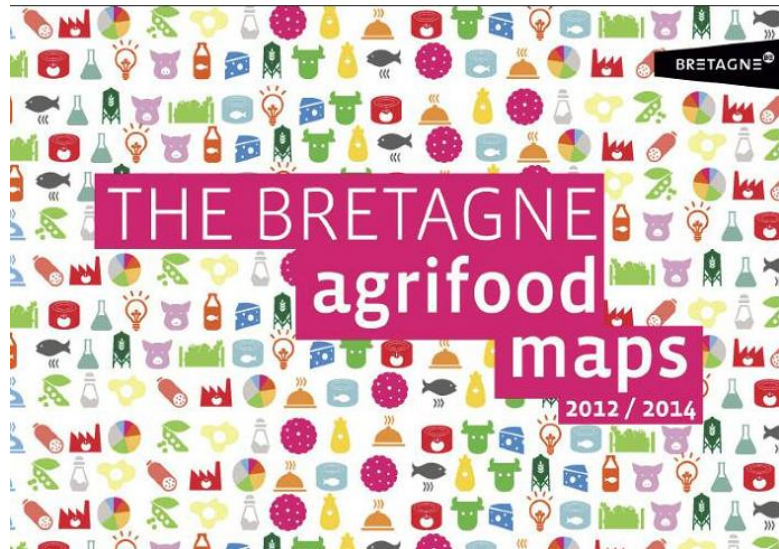 BRETAGNE
THE BRETAGNE
agrifood
maps
2012 / 2014